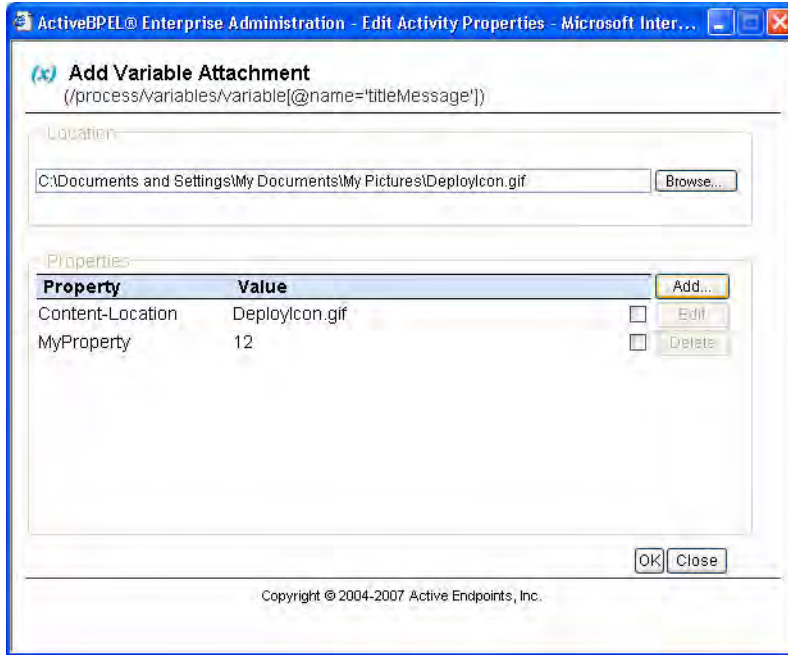 ActiveBPEL® Enterprise Administration - Edit Activity Properties - Microsoft Inter...
(x) Add Variable Attachment
(/process/variables/variable[@name='titleMessage'])
Location
C:\Documents and Settings\My Documents\My Pictures\DeployIcon.gif Browse...
Properties
Property Value Add...
Content-Location DeployIcon.gif Edit
MyProperty 12 Delete
OK Close
Copyright © 2004-2007 Active Endpoints, Inc.